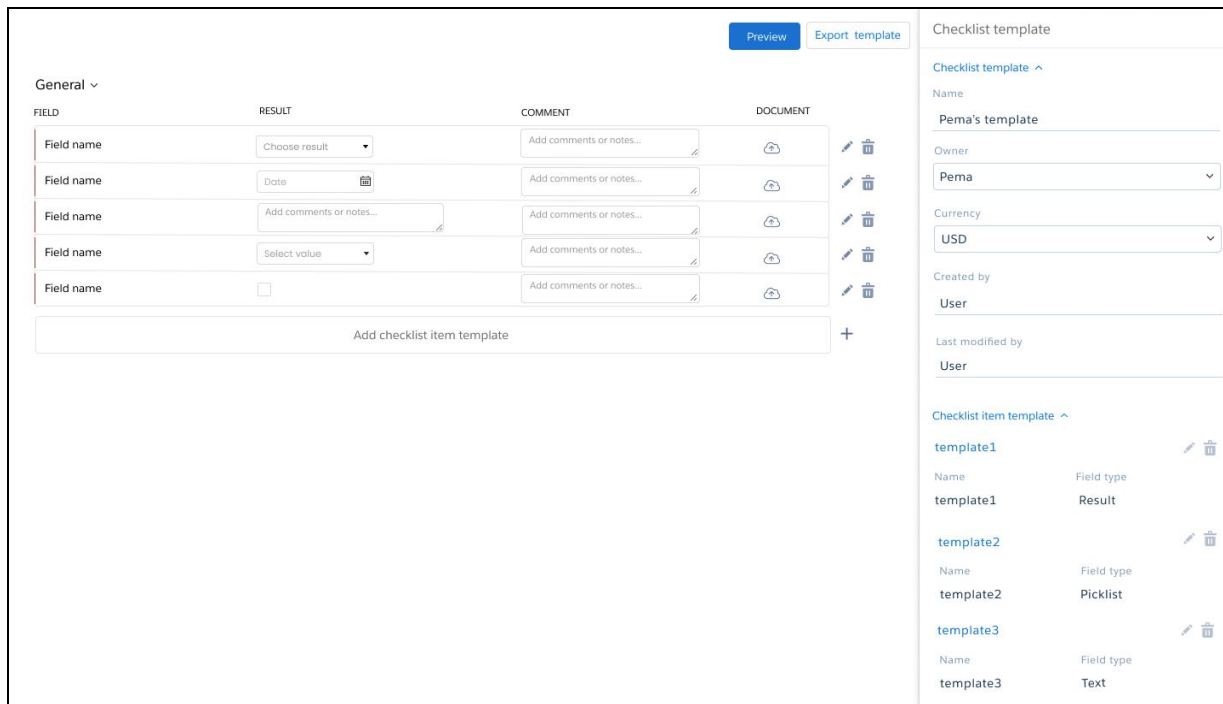 Preview Export template
General
FIELD RESULT COMMENT DOCUMENT
Field name Choose result Add comments or notes...
Field name Date Add comments or notes...
Field name Add comments or notes... Add comments or notes...
Field name Select value Add comments or notes...
Field name Add comments or notes...
Add checklist item template
Checklist template
Checklist template
Name
Pema's template
Owner
Pema
Currency
USD
Created by
User
Last modified by
User
Checklist item template
template1
Name Field type
template1 Result
template2
Name Field type
template2 Picklist
template3
Name Field type
template3 Text